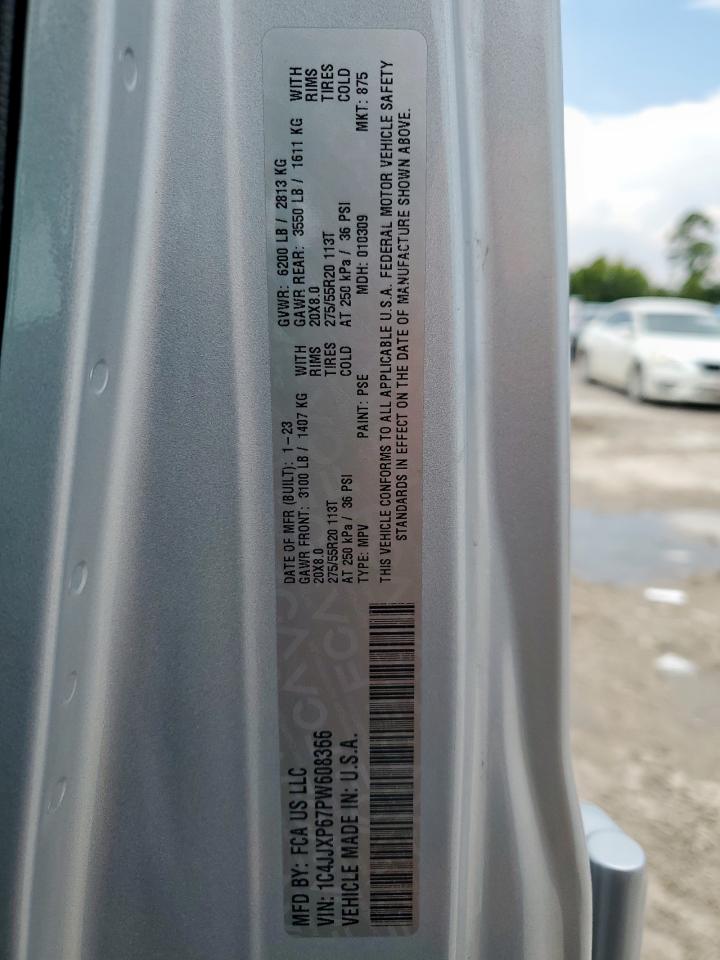 MFD BY: FCA US LLC
VIN: 1C4JJXP67PW608366
VEHICLE MADE IN: U.S.A.
DATE OF MFR (BUILT): 1-23 GVWR: 6200 LB / 2813 KG
GAWR FRONT: 3100 LB / 1407 KG WITH GAWR REAR: 3550 LB / 1611 KG WITH
20X8.0 RIMS 20X8.0 RIMS
275/55R20 113T TIRES 275/55R20 113T TIRES
AT 250 kPa / 36 PSI COLD AT 250 kPa / 36 PSI COLD
TYPE: MPV PAINT: PSE MDH: 010309 MKT: 875
THIS VEHICLE CONFORMS TO ALL APPLICABLE U.S.A. FEDERAL MOTOR VEHICLE SAFETY
STANDARDS IN EFFECT ON THE DATE OF MANUFACTURE SHOWN ABOVE.